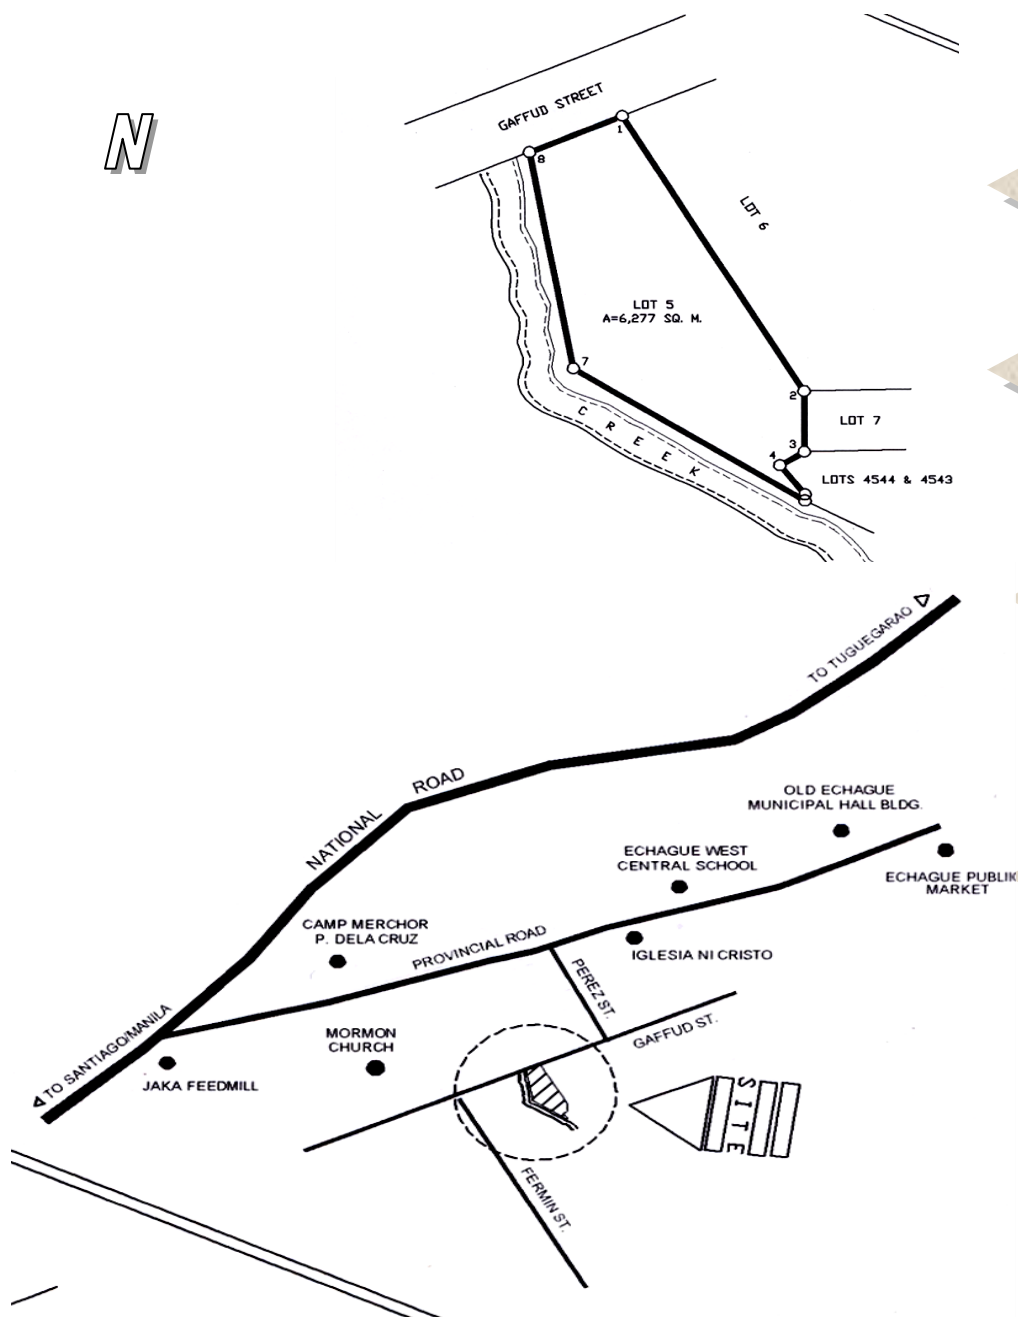 N
GAFFUD STREET
1
8
LOT 6
LOT 5
A=6,277 SQ. M.
7
2
LOT 7
3
4
CREEK
LOTS 4544 & 4543
TO TUGUEGARAO
NATIONAL ROAD
OLD ECHAGUE
MUNICIPAL HALL BLDG.
ECHAGUE WEST
CENTRAL SCHOOL
ECHAGUE PUBLIK
MARKET
CAMP MERCHOR
P. DELA CRUZ
PROVINCIAL ROAD
IGLESIA NI CRISTO
PEREZ ST.
TO SANTIAGO/MANILA
MORMON
CHURCH
GAFFUD ST.
JAKA FEEDMILL
SITE
FERMIN ST.